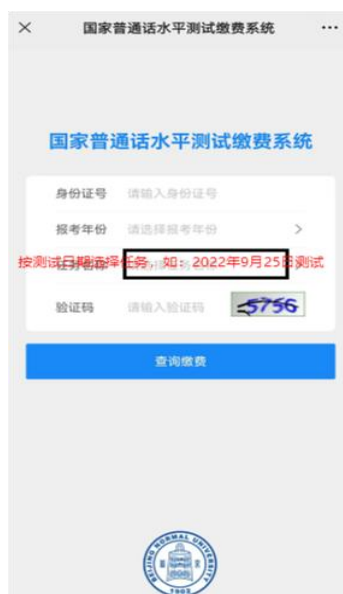 国家普通话水平测试缴费系统
国家普通话水平测试缴费系统
身份证号 请输入身份证号
报考年份 请选择报考年份
按测试日期选择任务，如：2022年9月25日测试
验证码 请输入验证码 5756
查询缴费
BEIJING NORMAL UNIVERSITY
1902